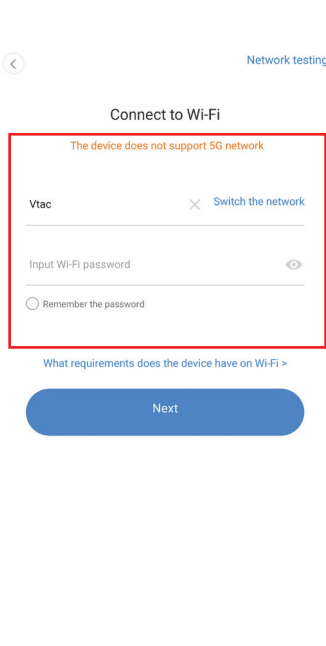 Network testing
Connect to Wi-Fi
The device does not support 5G network
Vtac
Switch the network
Input Wi-Fi password
Remember the password
What requirements does the device have on Wi-Fi >
Next